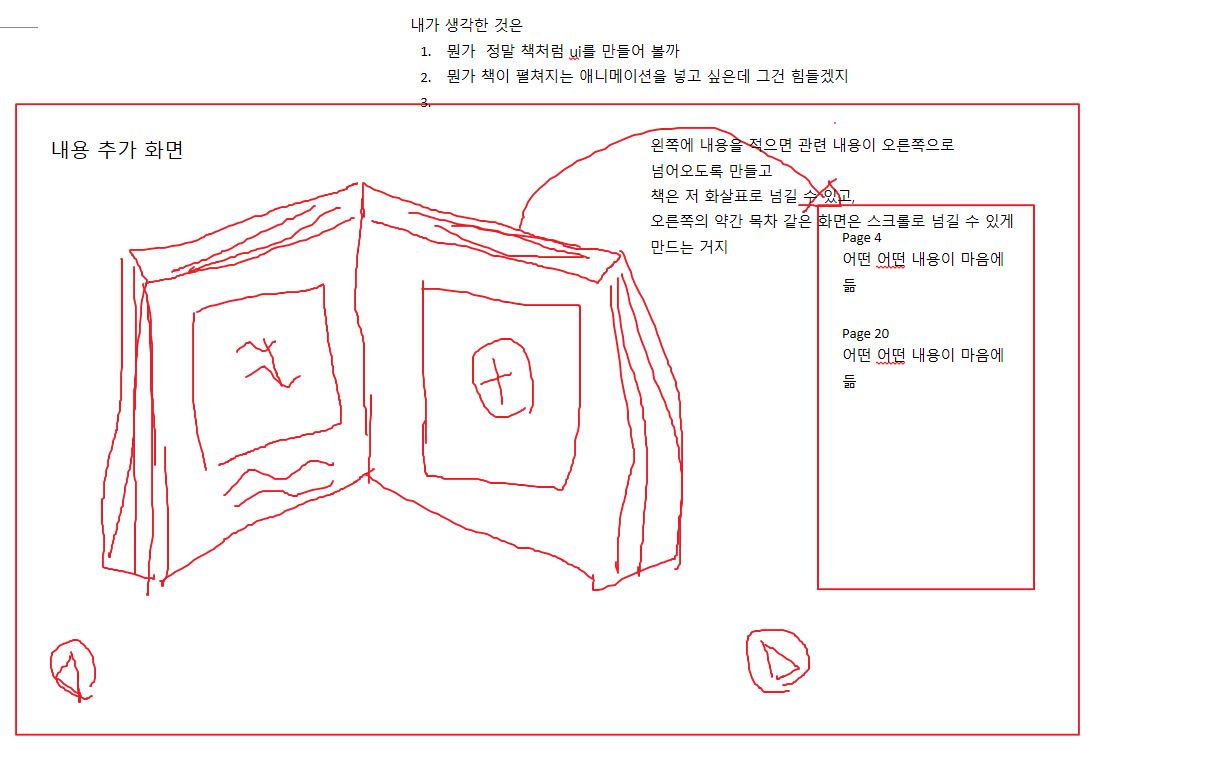 내가 생각한 것은
1. 뭔가 정말 책처럼 ui를 만들어 볼까
2. 뭔가 책이 펼쳐지는 애니메이션을 넣고 싶은데 그건 힘들겠지
3.
내용 추가 화면
왼쪽에 내용을 적으면 관련 내용이 오른쪽으로
넘어오도록 만들고
책은 저 화살표로 넘길 수 있고,
오른쪽의 약간 목차 같은 화면은 스크롤로 넘길 수 있게
만드는 거지
Page 4
어떤 어떤 내용이 마음에
듦
Page 20
어떤 어떤 내용이 마음에
듦